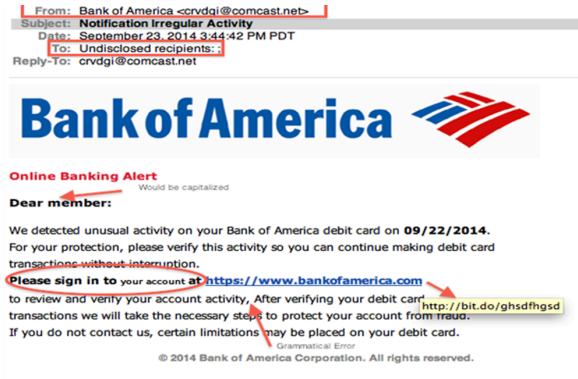 From: Bank of America <crvdgi@comcast.net>
Subject: Notification Irregular Activity
Date: September 23, 2014 3:44:42 PM PDT
To: Undisclosed recipients: ;
Reply-To: crvdgi@comcast.net
Bank of America
Online Banking Alert
Would be capitalized
Dear member:
We detected unusual activity on your Bank of America debit card on 09/22/2014.
For your protection, please verify this activity so you can continue making debit card
transactions without interruption.
Please sign in to your account at https://www.bankofamerica.com
http://bit.do/ghsdfhgsd
to review and verify your account activity, After verifying your debit card
transactions we will take the necessary steps to protect your account from fraud.
If you do not contact us, certain limitations may be placed on your debit card.
Grammatical Error
© 2014 Bank of America Corporation. All rights reserved.